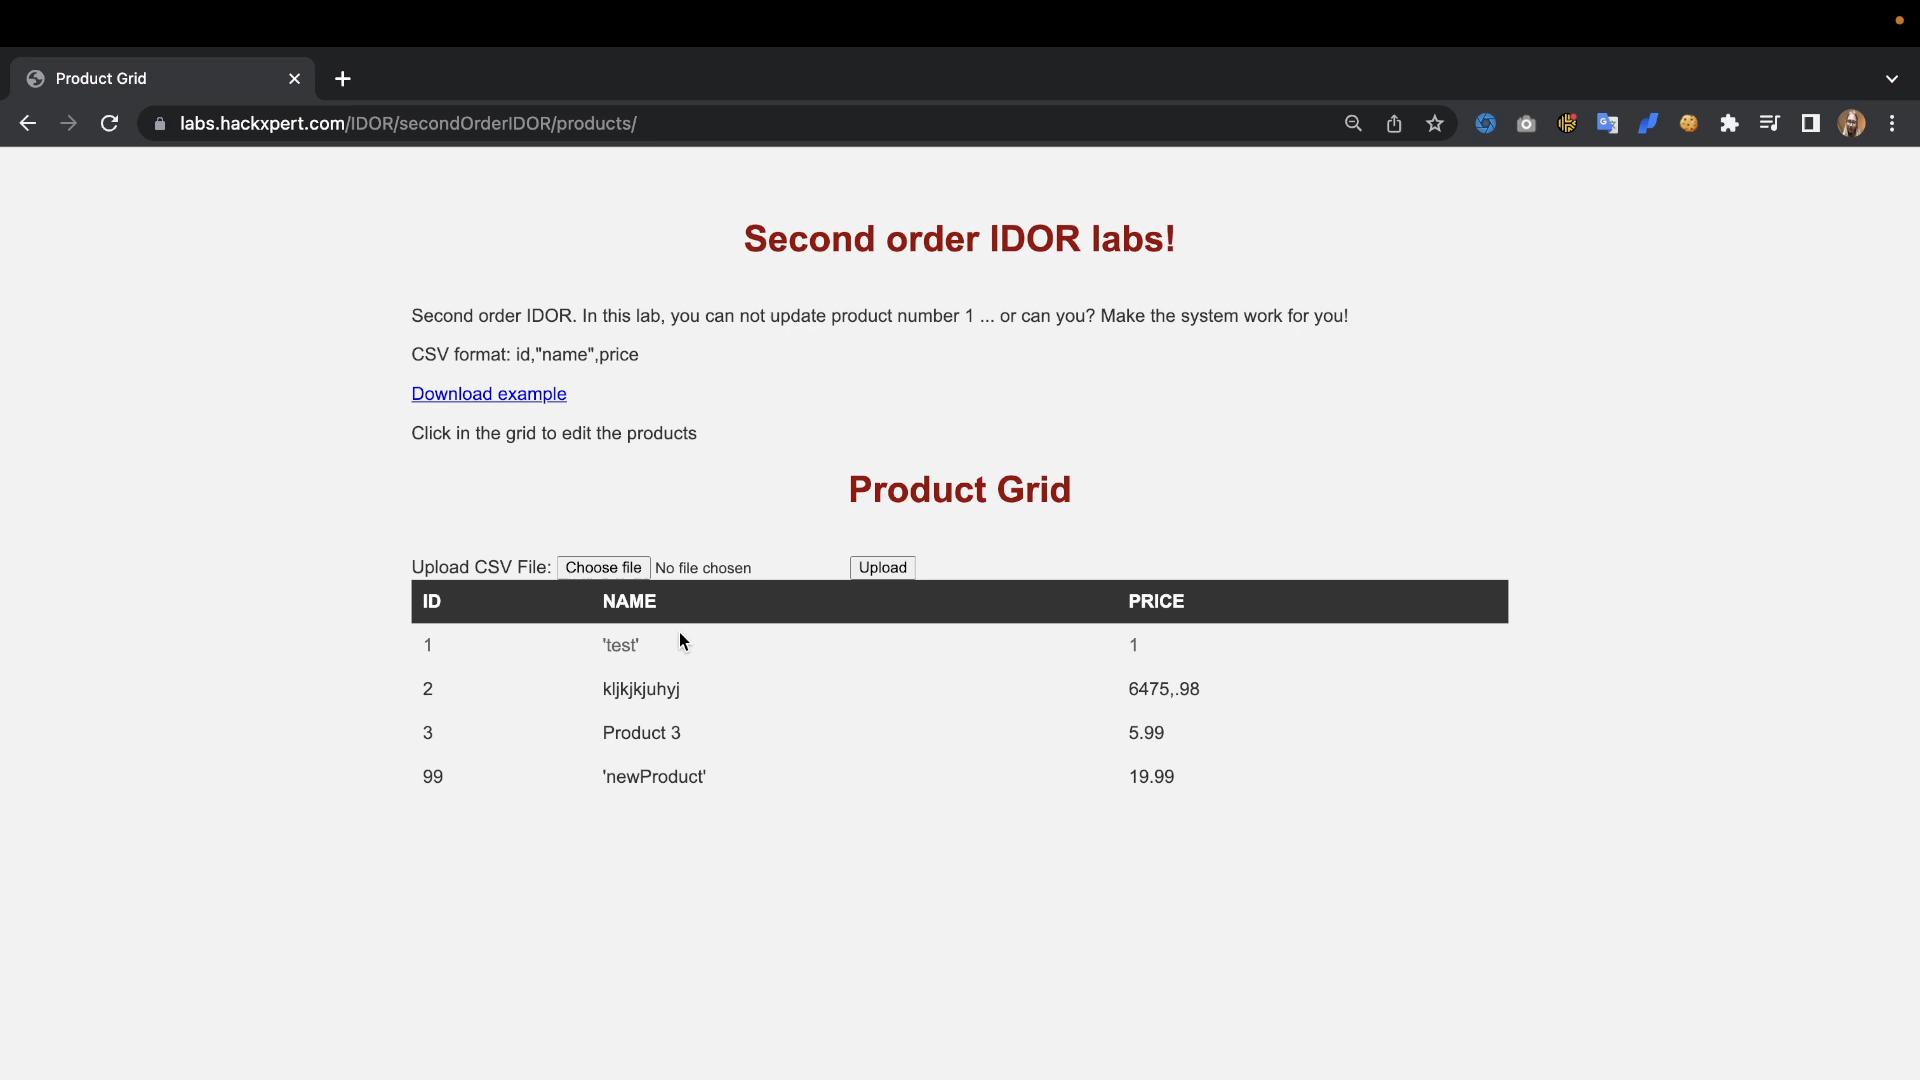 Product Grid
labs.hackxpert.com/IDOR/secondOrderIDOR/products/
Second order IDOR labs!
Second order IDOR. In this lab, you can not update product number 1 ... or can you? Make the system work for you!
CSV format: id,"name",price
Download example
Click in the grid to edit the products
Product Grid
Upload CSV File: Choose file No file chosen Upload
ID NAME PRICE
1 'test' 1
2 kljkjkjuhyj 6475,.98
3 Product 3 5.99
99 'newProduct' 19.99